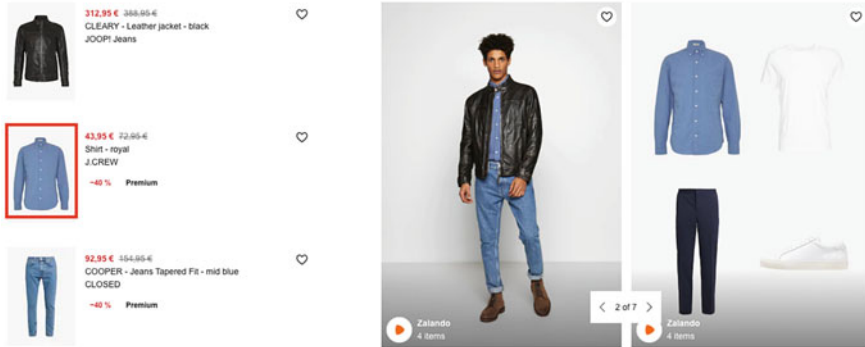 312,95 € 388,95 €
CLEARY - Leather jacket - black
JOOP! Jeans
43,95 € 72,95 €
Shirt - royal
J.CREW
-40 % Premium
92,95 € 154,95 €
COOPER - Jeans Tapered Fit - mid blue
CLOSED
-40 % Premium
Zalando
4 items
2 of 7
Zalando
4 items